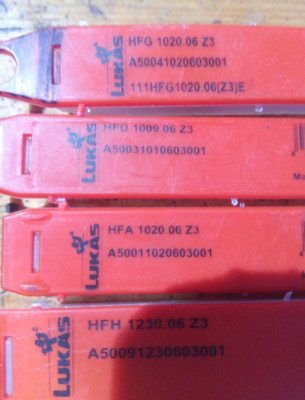 LUKAS
HFG 1020.06 Z3
A50041020603001
111HFG1020.06(Z3)E
LUKAS
HFD 1009.06 Z3
A50031010603001
Ma
LUKAS
HFA 1020.06 Z3
A50011020603001
LUKAS
HFH 1230.06 Z3
A50091230603001